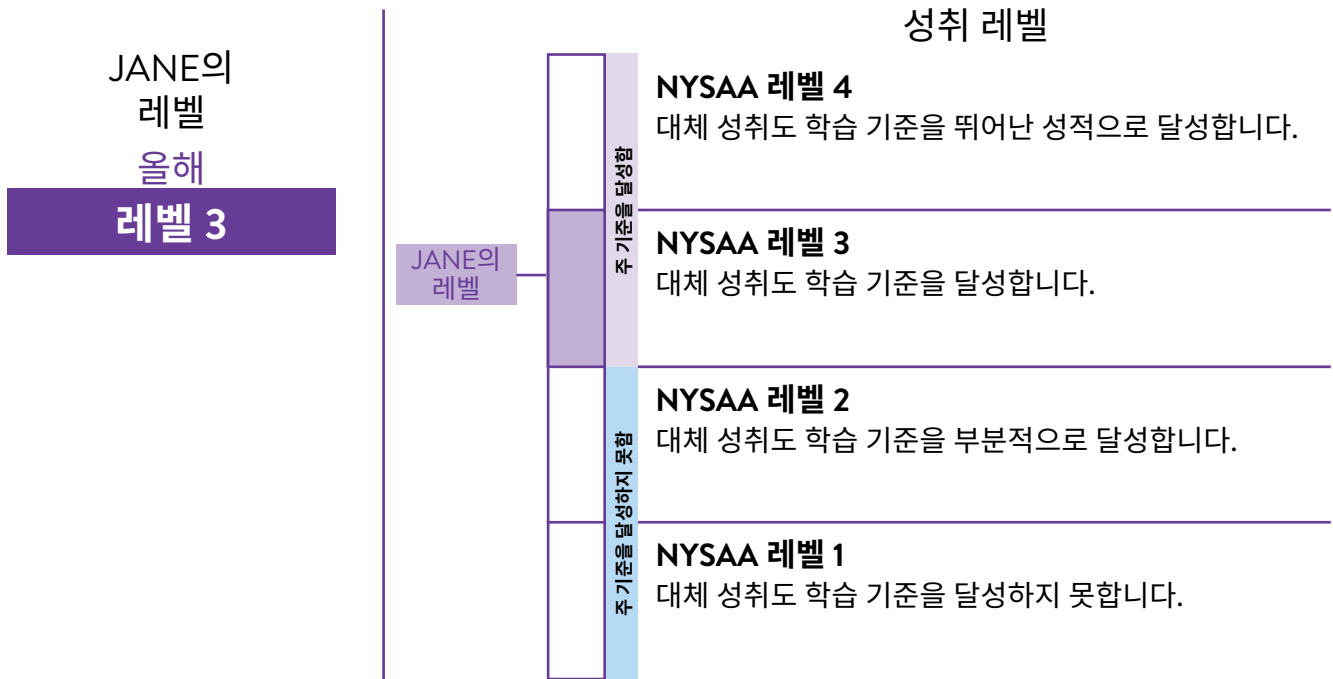 JANE의
레벨
올해
레벨 3
성취 레벨
JANE의
레벨
주 기준을 달성함
주 기준을 달성하지 못함
NYSAA 레벨 4
대체 성취도 학습 기준을 뛰어난 성적으로 달성합니다.
NYSAA 레벨 3
대체 성취도 학습 기준을 달성합니다.
NYSAA 레벨 2
대체 성취도 학습 기준을 부분적으로 달성합니다.
NYSAA 레벨 1
대체 성취도 학습 기준을 달성하지 못합니다.